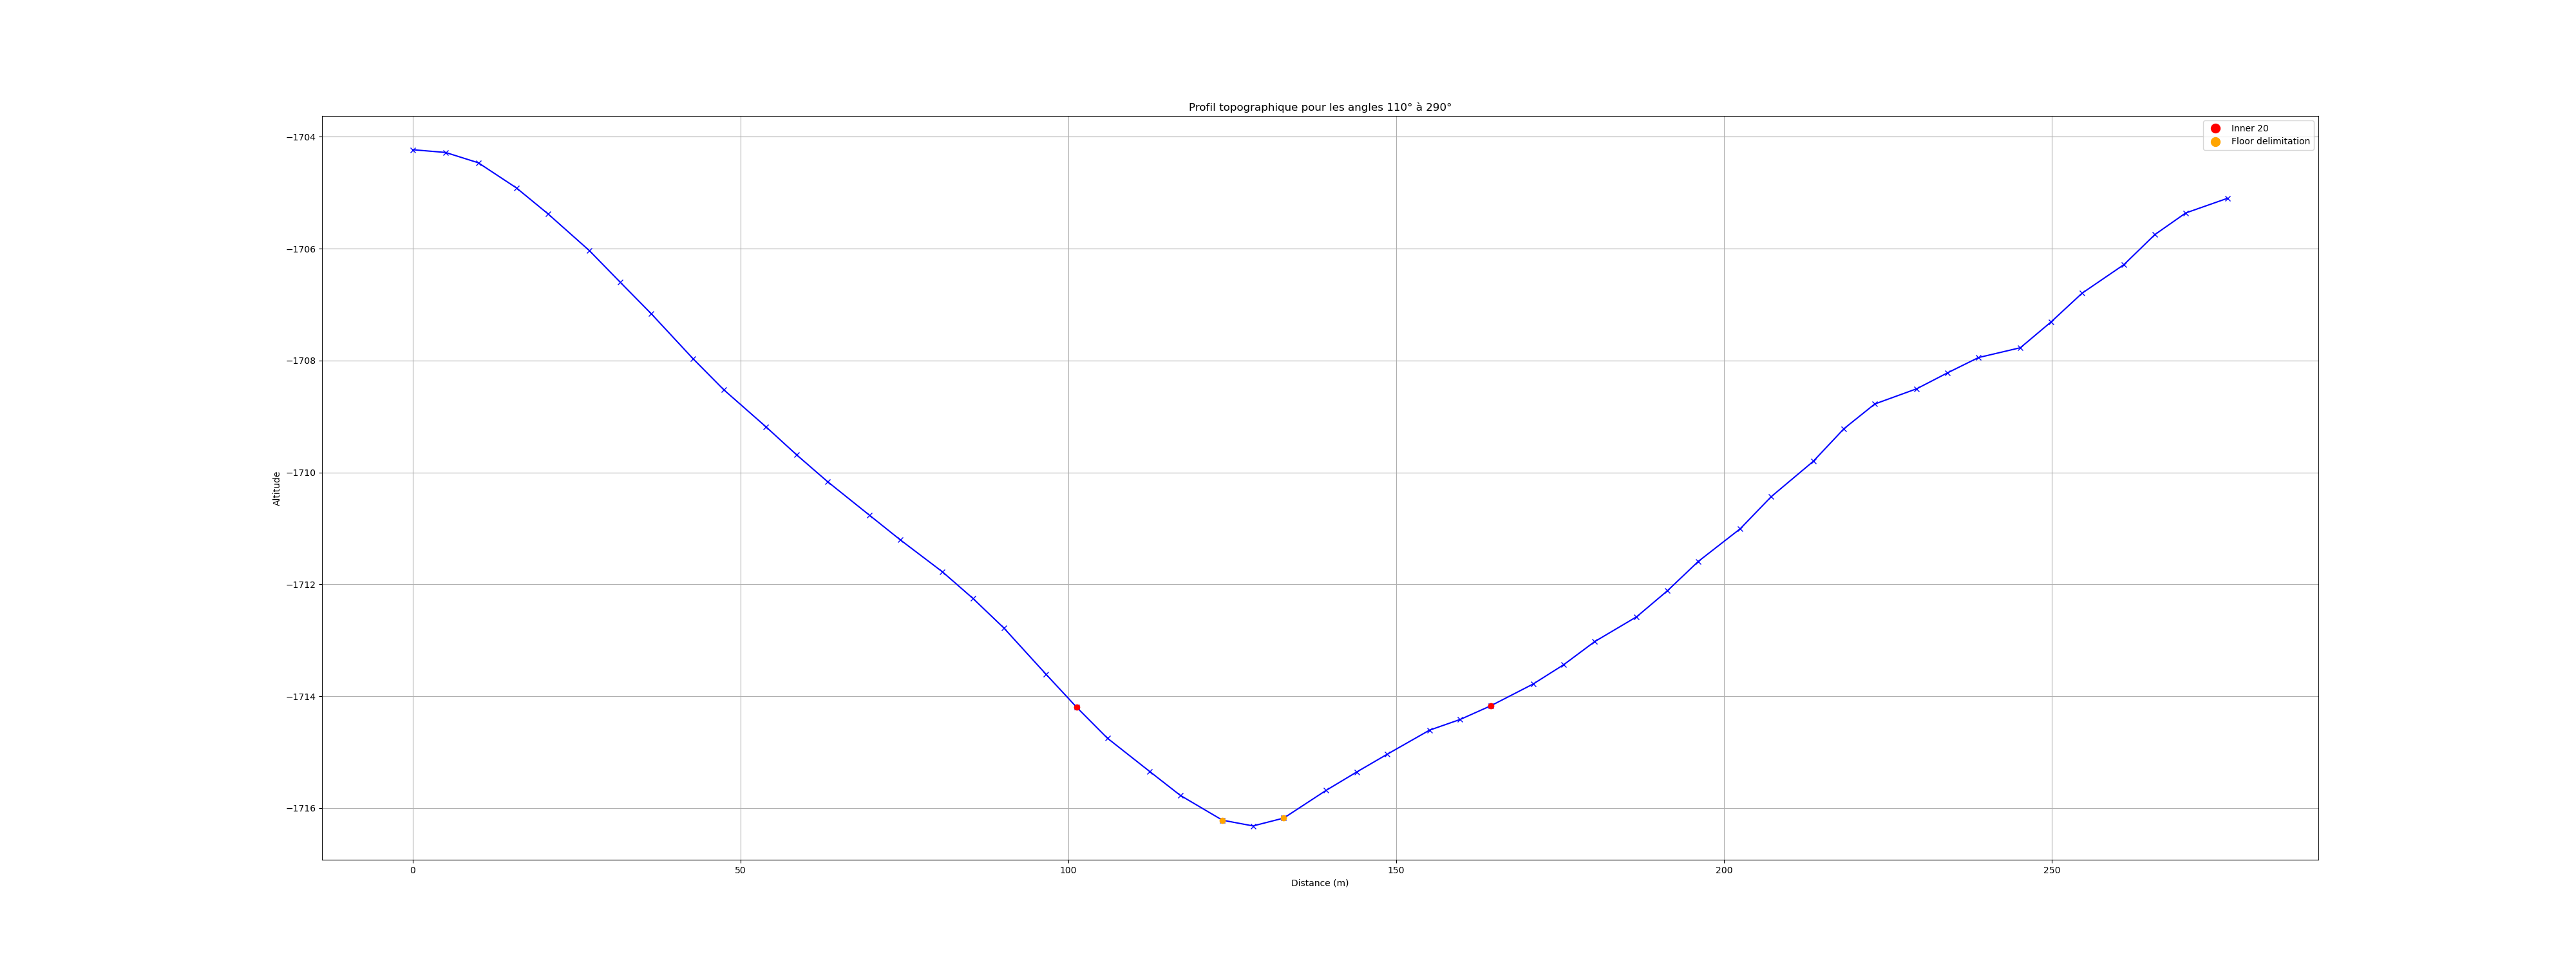 Profil topographique pour les angles 110° à 290°
Inner 20
Floor delimitation
Altitude
−1704
−1706
−1708
−1710
−1712
−1714
−1716
0 50 100 150 200 250
Distance (m)